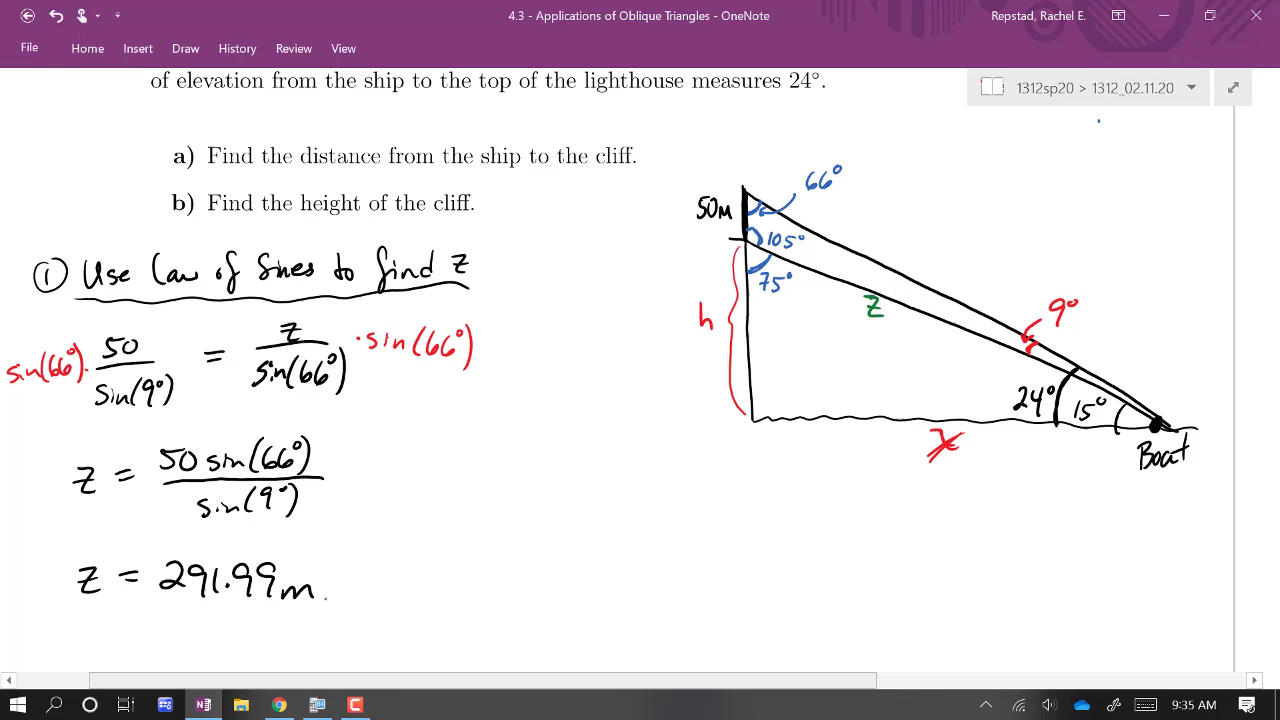 4.3 - Applications of Oblique Triangles - OneNote
Repstad, Rachel E.
File Home Insert Draw History Review View
of elevation from the ship to the top of the lighthouse measures 24°.
1312sp20 > 1312_02.11.20
a) Find the distance from the ship to the cliff.
b) Find the height of the cliff.
① Use Law of Sines to find z
sin(66°)· 50/sin(9°) = z/sin(66°) ·sin(66°)
z = 50 sin(66°)/sin(9°)
z = 291.99m
66°
50m
105°
75°
z
h
9°
24°
15°
x
Boat
9:35 AM